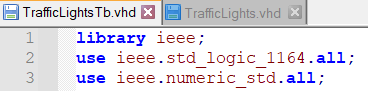 TrafficLightsTb.vhd TrafficLights.vhd
1 library ieee;
2 use ieee.std_logic_1164.all;
3 use ieee.numeric_std.all;